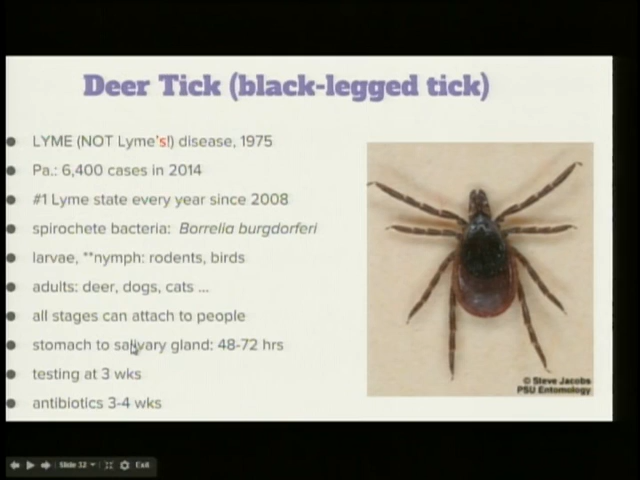 Deer Tick (black-legged tick)
LYME (NOT Lyme's!) disease, 1975
Pa.: 6,400 cases in 2014
#1 Lyme state every year since 2008
spirochete bacteria: Borrelia burgdorferi
larvae, **nymph: rodents, birds
adults: deer, dogs, cats ...
all stages can attach to people
stomach to salivary gland: 48-72 hrs
testing at 3 wks
antibiotics 3-4 wks
© Steve Jacobs
PSU Entomology
Slide 32
Exit